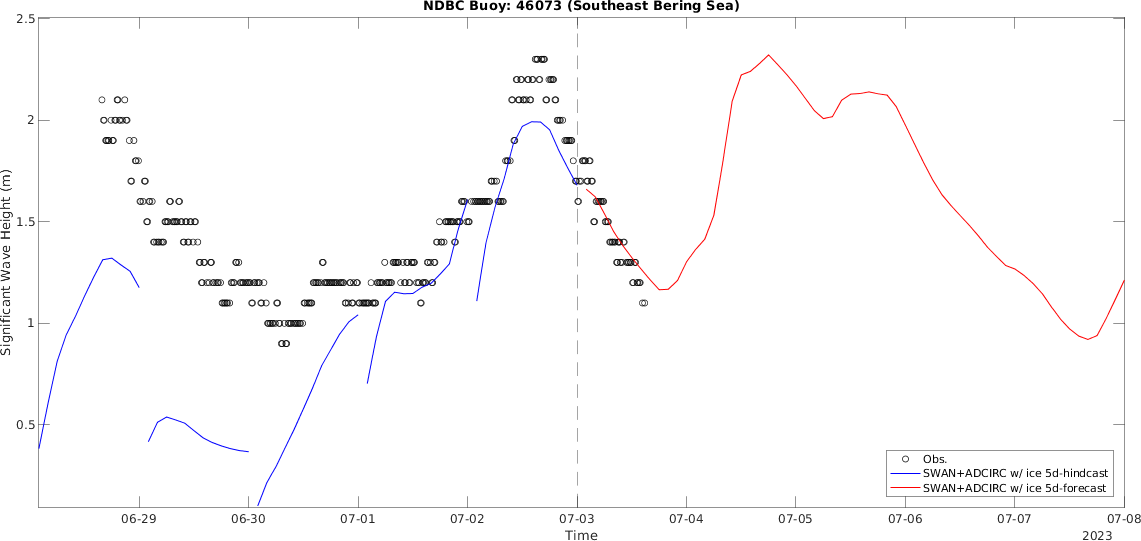 NDBC Buoy: 46073 (Southeast Bering Sea)
2.5
2
1.5
1
0.5
Significant Wave Height (m)
Obs.
SWAN+ADCIRC w/ ice 5d-hindcast
SWAN+ADCIRC w/ ice 5d-forecast
06-29 06-30 07-01 07-02 07-03 07-04 07-05 07-06 07-07 07-08
Time
2023